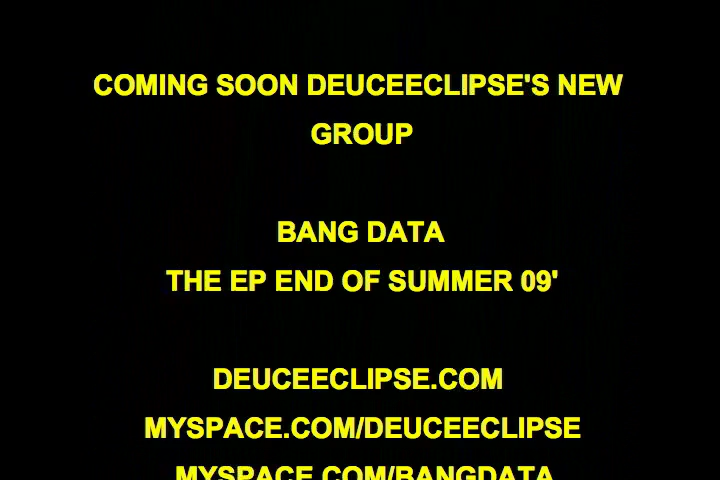 COMING SOON DEUCEECLIPSE'S NEW
GROUP
BANG DATA
THE EP END OF SUMMER 09'
DEUCEECLIPSE.COM
MYSPACE.COM/DEUCEECLIPSE
MYSPACE.COM/BANGDATA